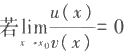 若lim_{x→x₀} u(x)/v(x) = 0